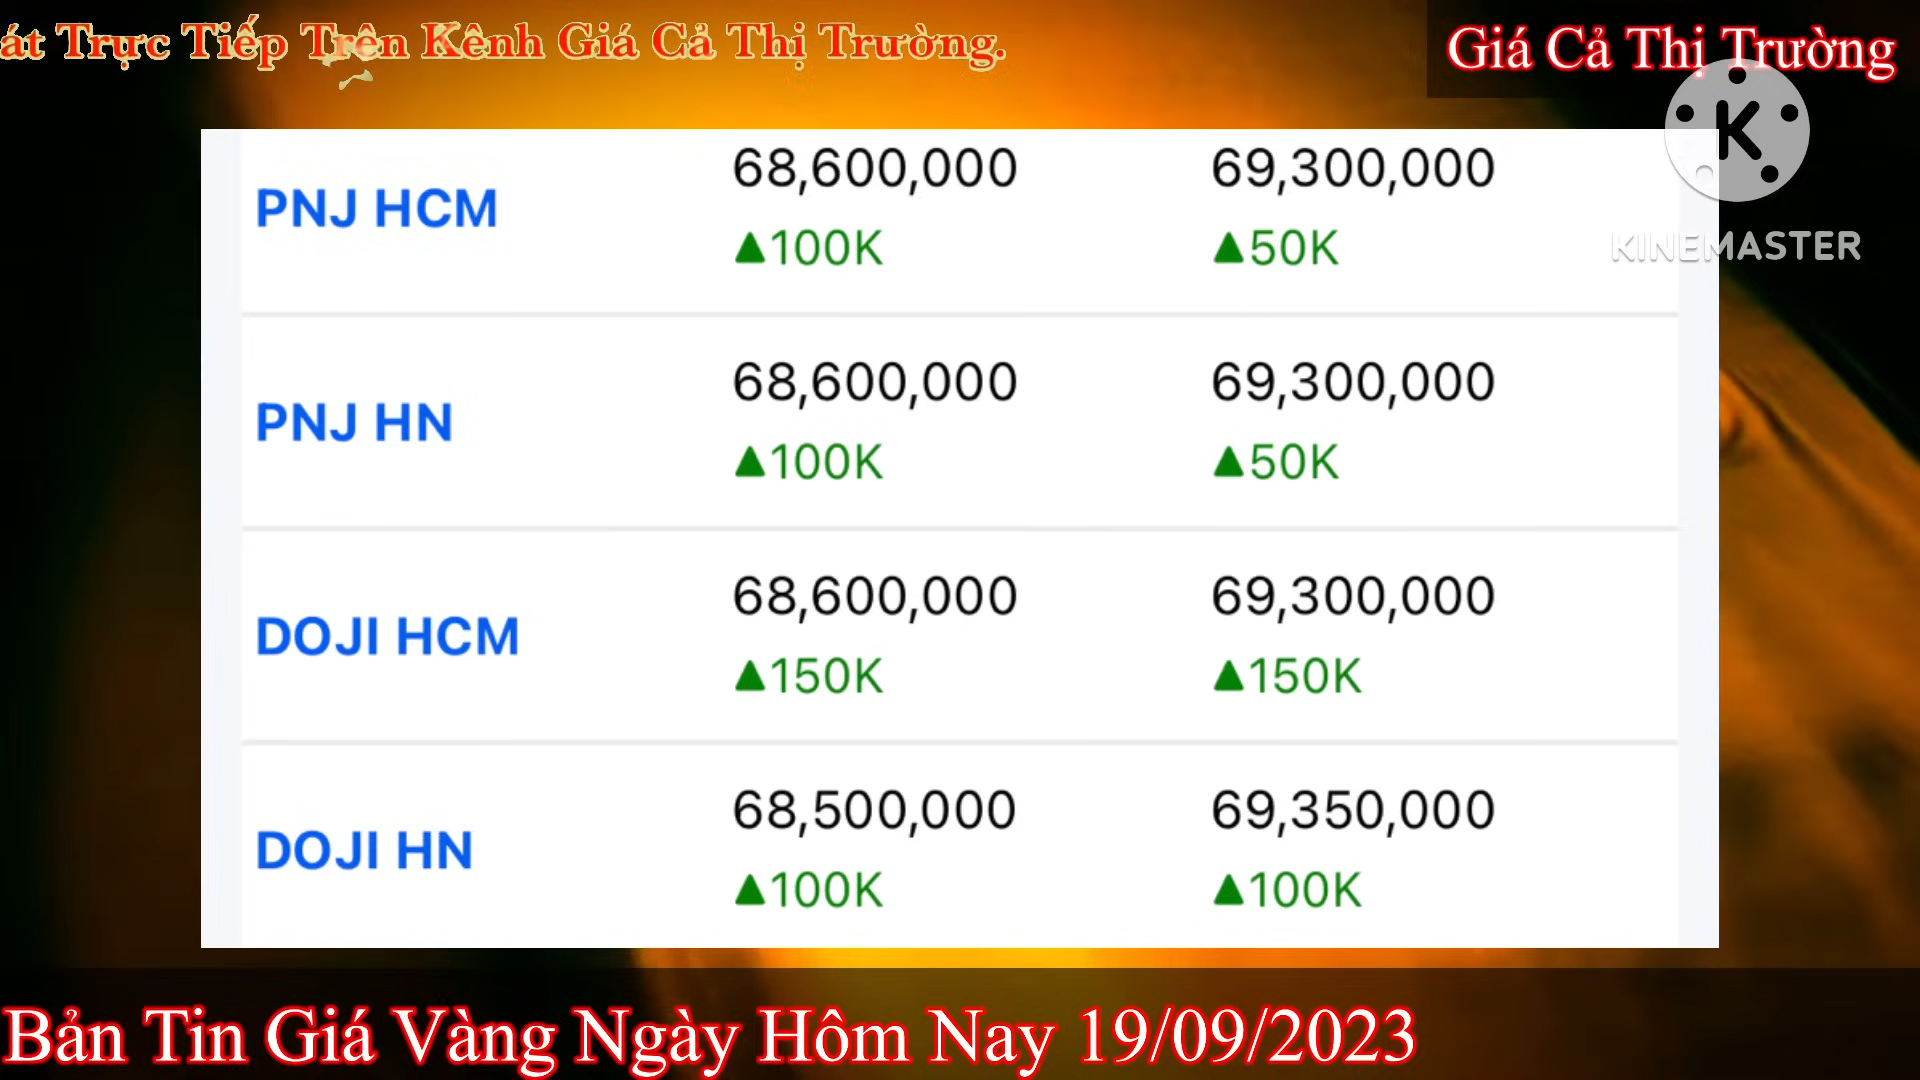 át Trực Tiếp Trên Kênh Giá Cả Thị Trường.
Giá Cả Thị Trường
K
KINEMASTER
PNJ HCM 68,600,000 69,300,000
▲100K ▲50K
PNJ HN 68,600,000 69,300,000
▲100K ▲50K
DOJI HCM 68,600,000 69,300,000
▲150K ▲150K
DOJI HN 68,500,000 69,350,000
▲100K ▲100K
Bản Tin Giá Vàng Ngày Hôm Nay 19/09/2023